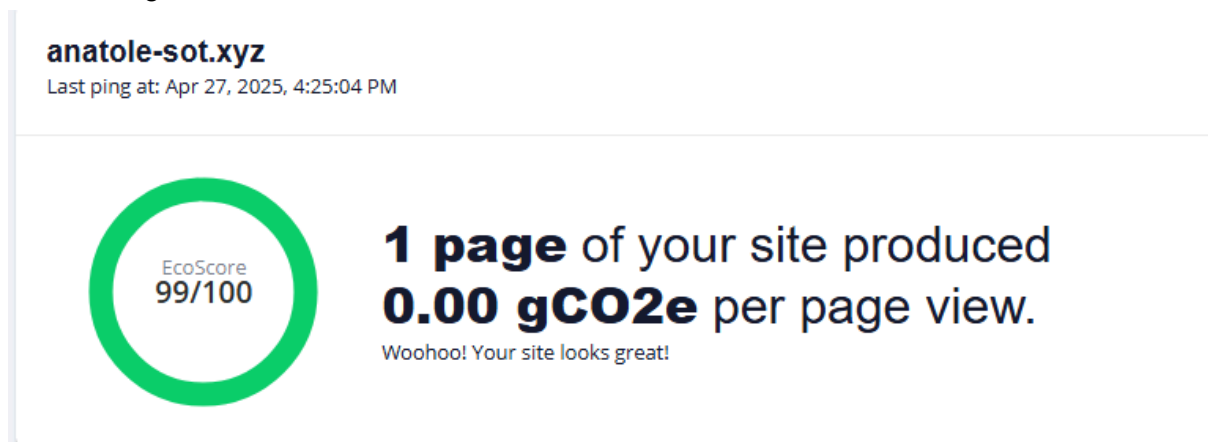 anatole-sot.xyz
Last ping at: Apr 27, 2025, 4:25:04 PM
EcoScore
99/100
1 page of your site produced
0.00 gCO2e per page view.
Woohoo! Your site looks great!